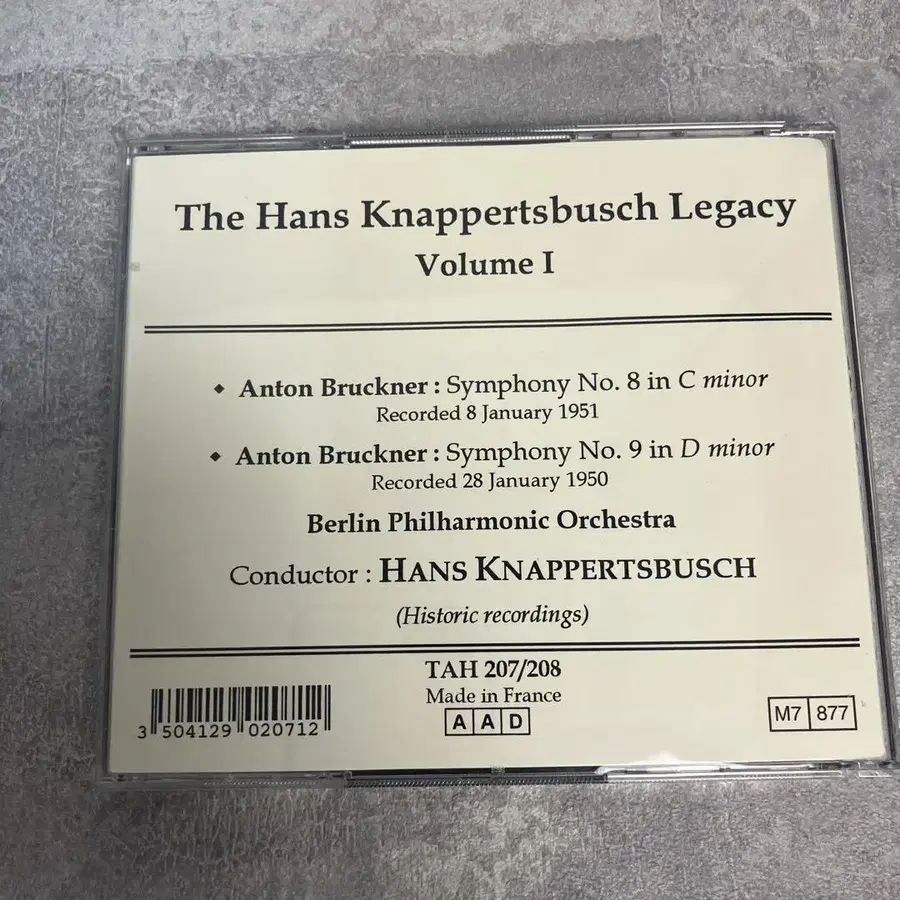 The Hans Knappertsbusch Legacy
Volume I
◆ Anton Bruckner : Symphony No. 8 in C minor
Recorded 8 January 1951
◆ Anton Bruckner : Symphony No. 9 in D minor
Recorded 28 January 1950
Berlin Philharmonic Orchestra
Conductor : HANS KNAPPERTSBUSCH
(Historic recordings)
TAH 207/208
Made in France
A A D
3 504129 020712
M7 877